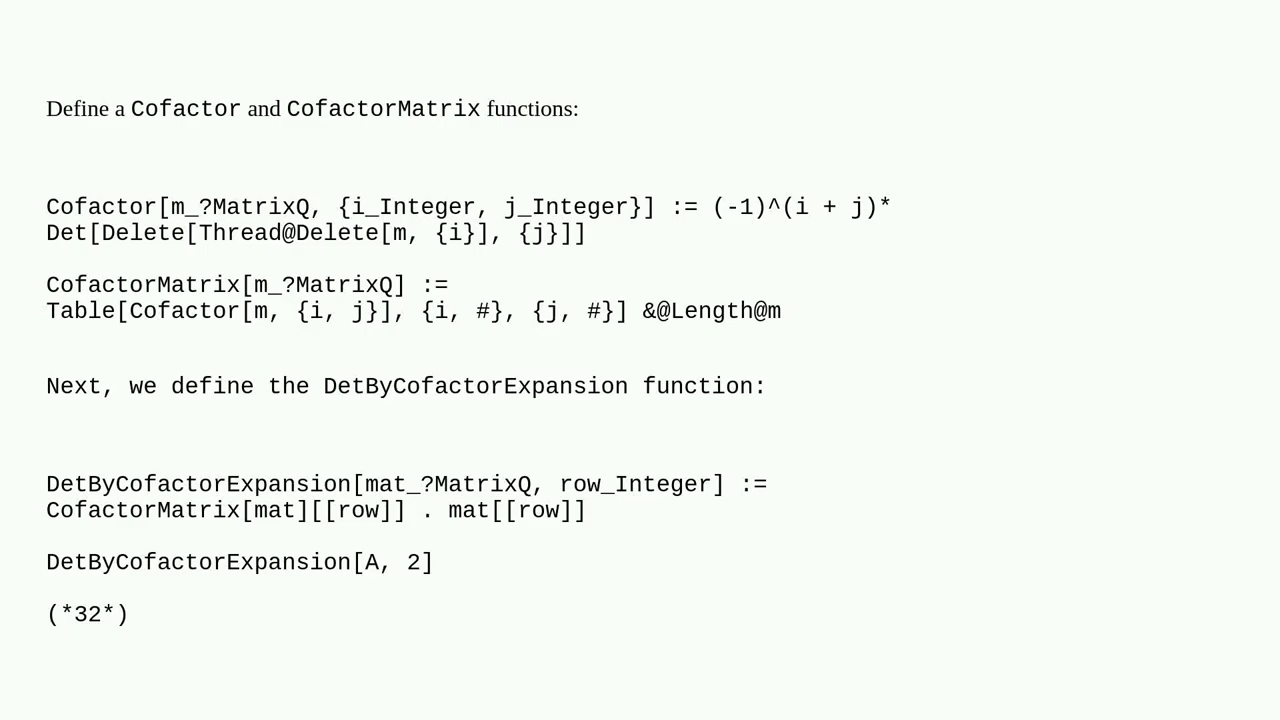 Define a Cofactor and CofactorMatrix functions:
Cofactor[m_?MatrixQ, {i_Integer, j_Integer}] := (-1)^(i + j)*
Det[Delete[Thread@Delete[m, {i}], {j}]]
CofactorMatrix[m_?MatrixQ] :=
Table[Cofactor[m, {i, j}], {i, #}, {j, #}] &@Length@m
Next, we define the DetByCofactorExpansion function:
DetByCofactorExpansion[mat_?MatrixQ, row_Integer] :=
CofactorMatrix[mat][[row]] . mat[[row]]
DetByCofactorExpansion[A, 2]
(*32*)